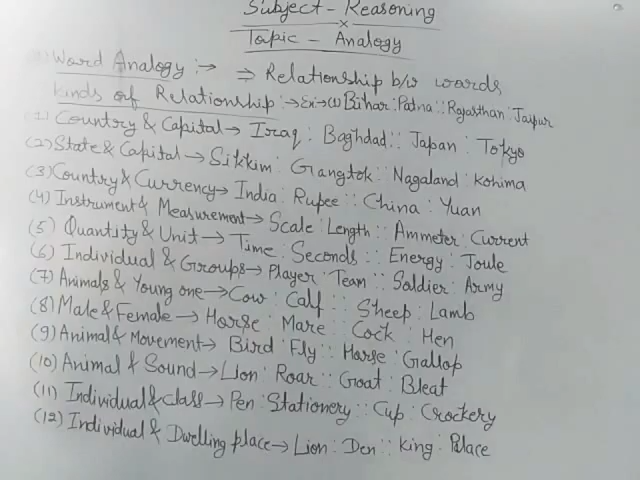 Subject - Reasoning
×
Topic - Analogy
Word Analogy :→ ⇒ Relationship b/w words
kinds of Relationship :→ Ex→(1) Bihar : Patna :: Rajasthan : Jaipur
(1) Country & Capital → Iraq : Baghdad :: Japan : Tokyo
(2) State & Capital → Sikkim : Gangtok :: Nagaland : Kohima
(3) Country & Currency → India : Rupee :: China : Yuan
(4) Instrument & Measurement → Scale : Length :: Ammeter : Current
(5) Quantity & Unit → Time : Seconds :: Energy : Joule
(6) Individual & Groups → Player : Team :: Soldier : Army
(7) Animals & Young one → Cow : Calf :: Sheep : Lamb
(8) Male & Female → Horse : Mare :: Cock : Hen
(9) Animal & Movement → Bird : Fly :: Horse : Gallop
(10) Animal & Sound → Lion : Roar :: Goat : Bleat
(11) Individual & class → Pen : Stationery :: Cup : Crockery
(12) Individual & Dwelling place → Lion : Den :: King : Palace